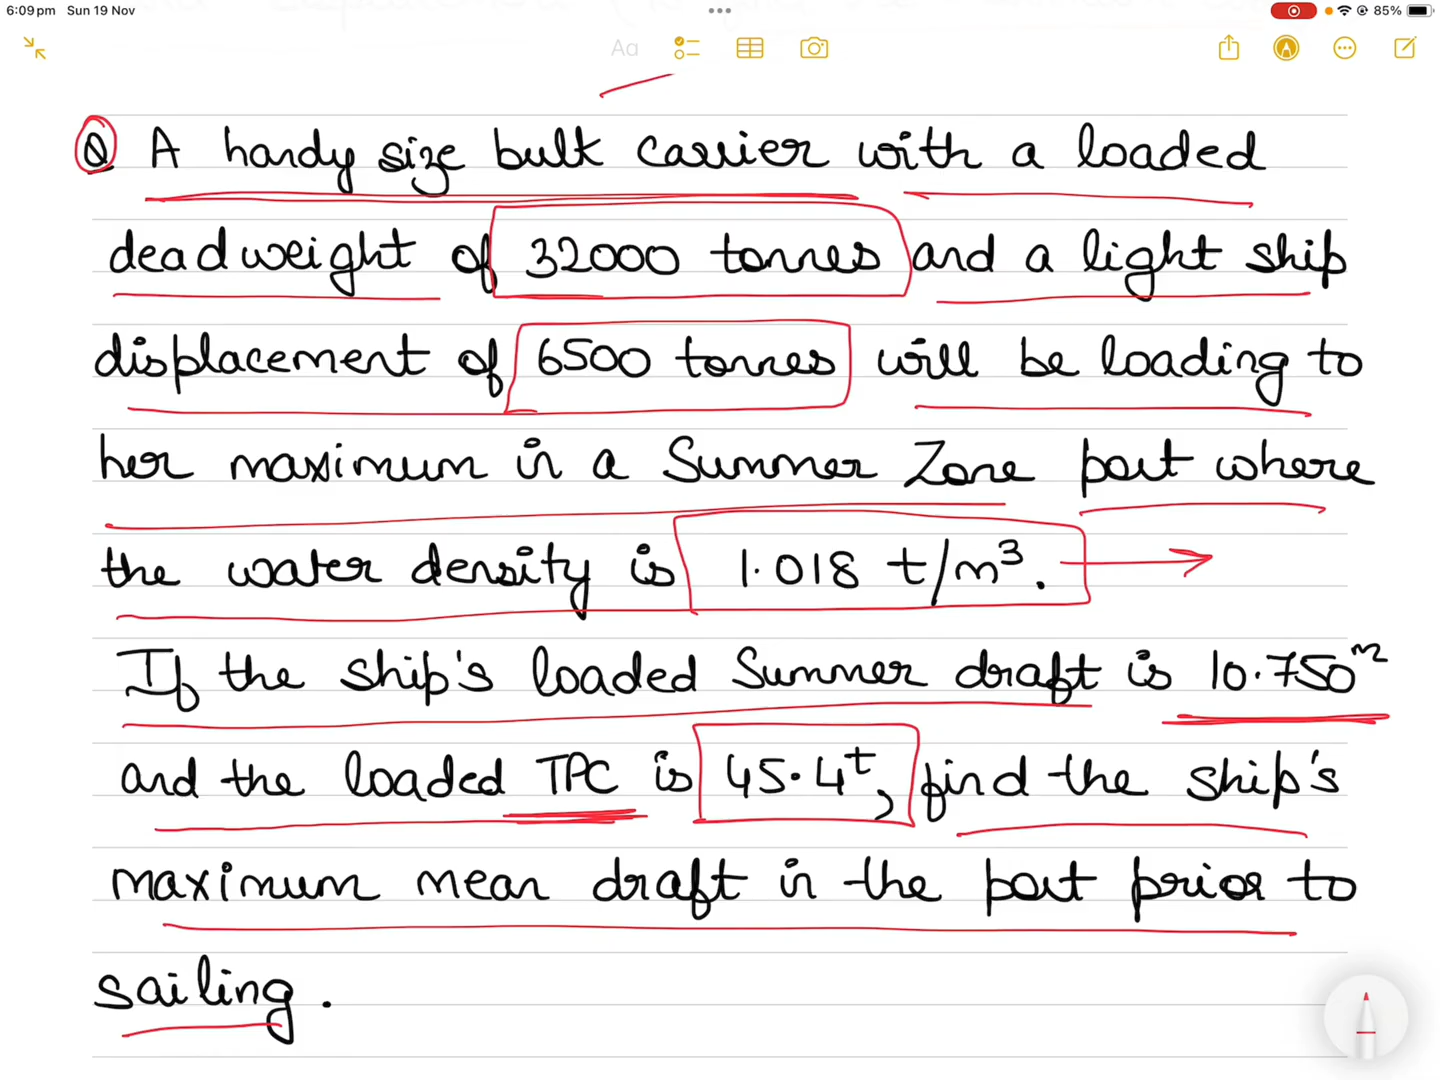 6:09 pm Sun 19 Nov
85%
Aa
Q A handy size bulk carrier with a loaded
deadweight of 32000 tonnes and a light ship
displacement of 6500 tonnes will be loading to
her maximum in a Summer Zone port where
the water density is 1.018 t/m³.
If the ship's loaded Summer draft is 10.750ᵐ
and the loaded TPC is 45.4ᵗ, find the ship's
maximum mean draft in the port prior to
sailing.